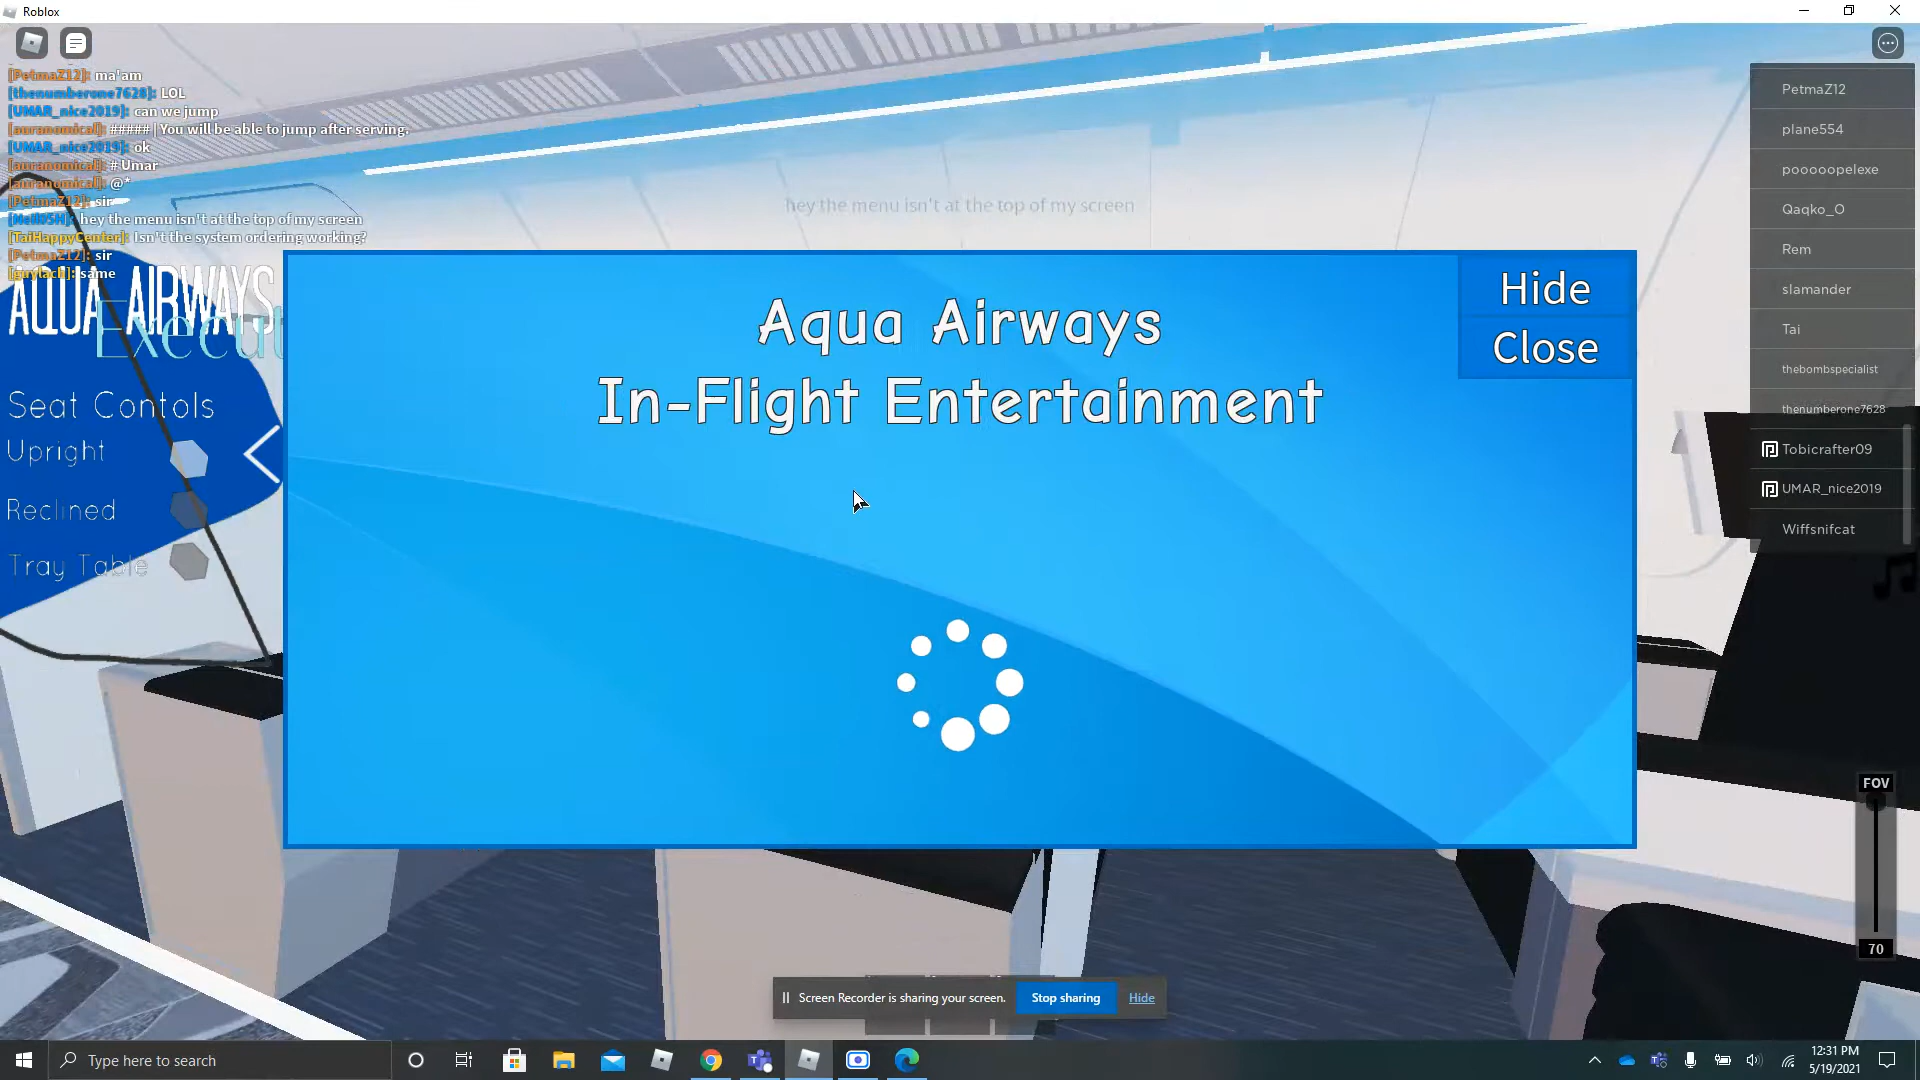 Roblox
[PetmaZ12]: ma'am
[thenumberone7628]: LOL
[UMAR_nice2019]: can we jump
[auranomical]: ##### | You will be able to jump after serving.
[UMAR_nice2019]: ok
[auranomical]: # Umar
[auranomical]: @*
[PetmaZ12]: sir
hey the menu isn't at the top of my screen
[TaiHappyCenter]: Isn't the system ordering working?
[PetmaZ12]: sir
same
hey the menu isn't at the top of my screen
AQUA AIRWAYS
Execut
Seat Contols
Upright
Reclined
Tray Table
Aqua Airways
In-Flight Entertainment
Hide
Close
PetmaZ12
plane554
pooooopelexe
Qaqko_O
Rem
slamander
Tai
thebombspecialist
thenumberone7628
Tobicrafter09
UMAR_nice2019
Wiffsnifcat
FOV
70
Screen Recorder is sharing your screen.
Stop sharing
Hide
Type here to search
12:31 PM
5/19/2021